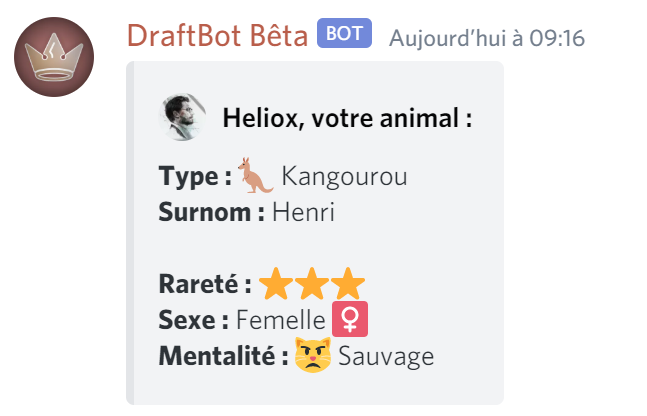 DraftBot Bêta BOT Aujourd’hui à 09:16
Heliox, votre animal :
Type : Kangourou
Surnom : Henri
Rareté :
Sexe : Femelle
Mentalité : Sauvage